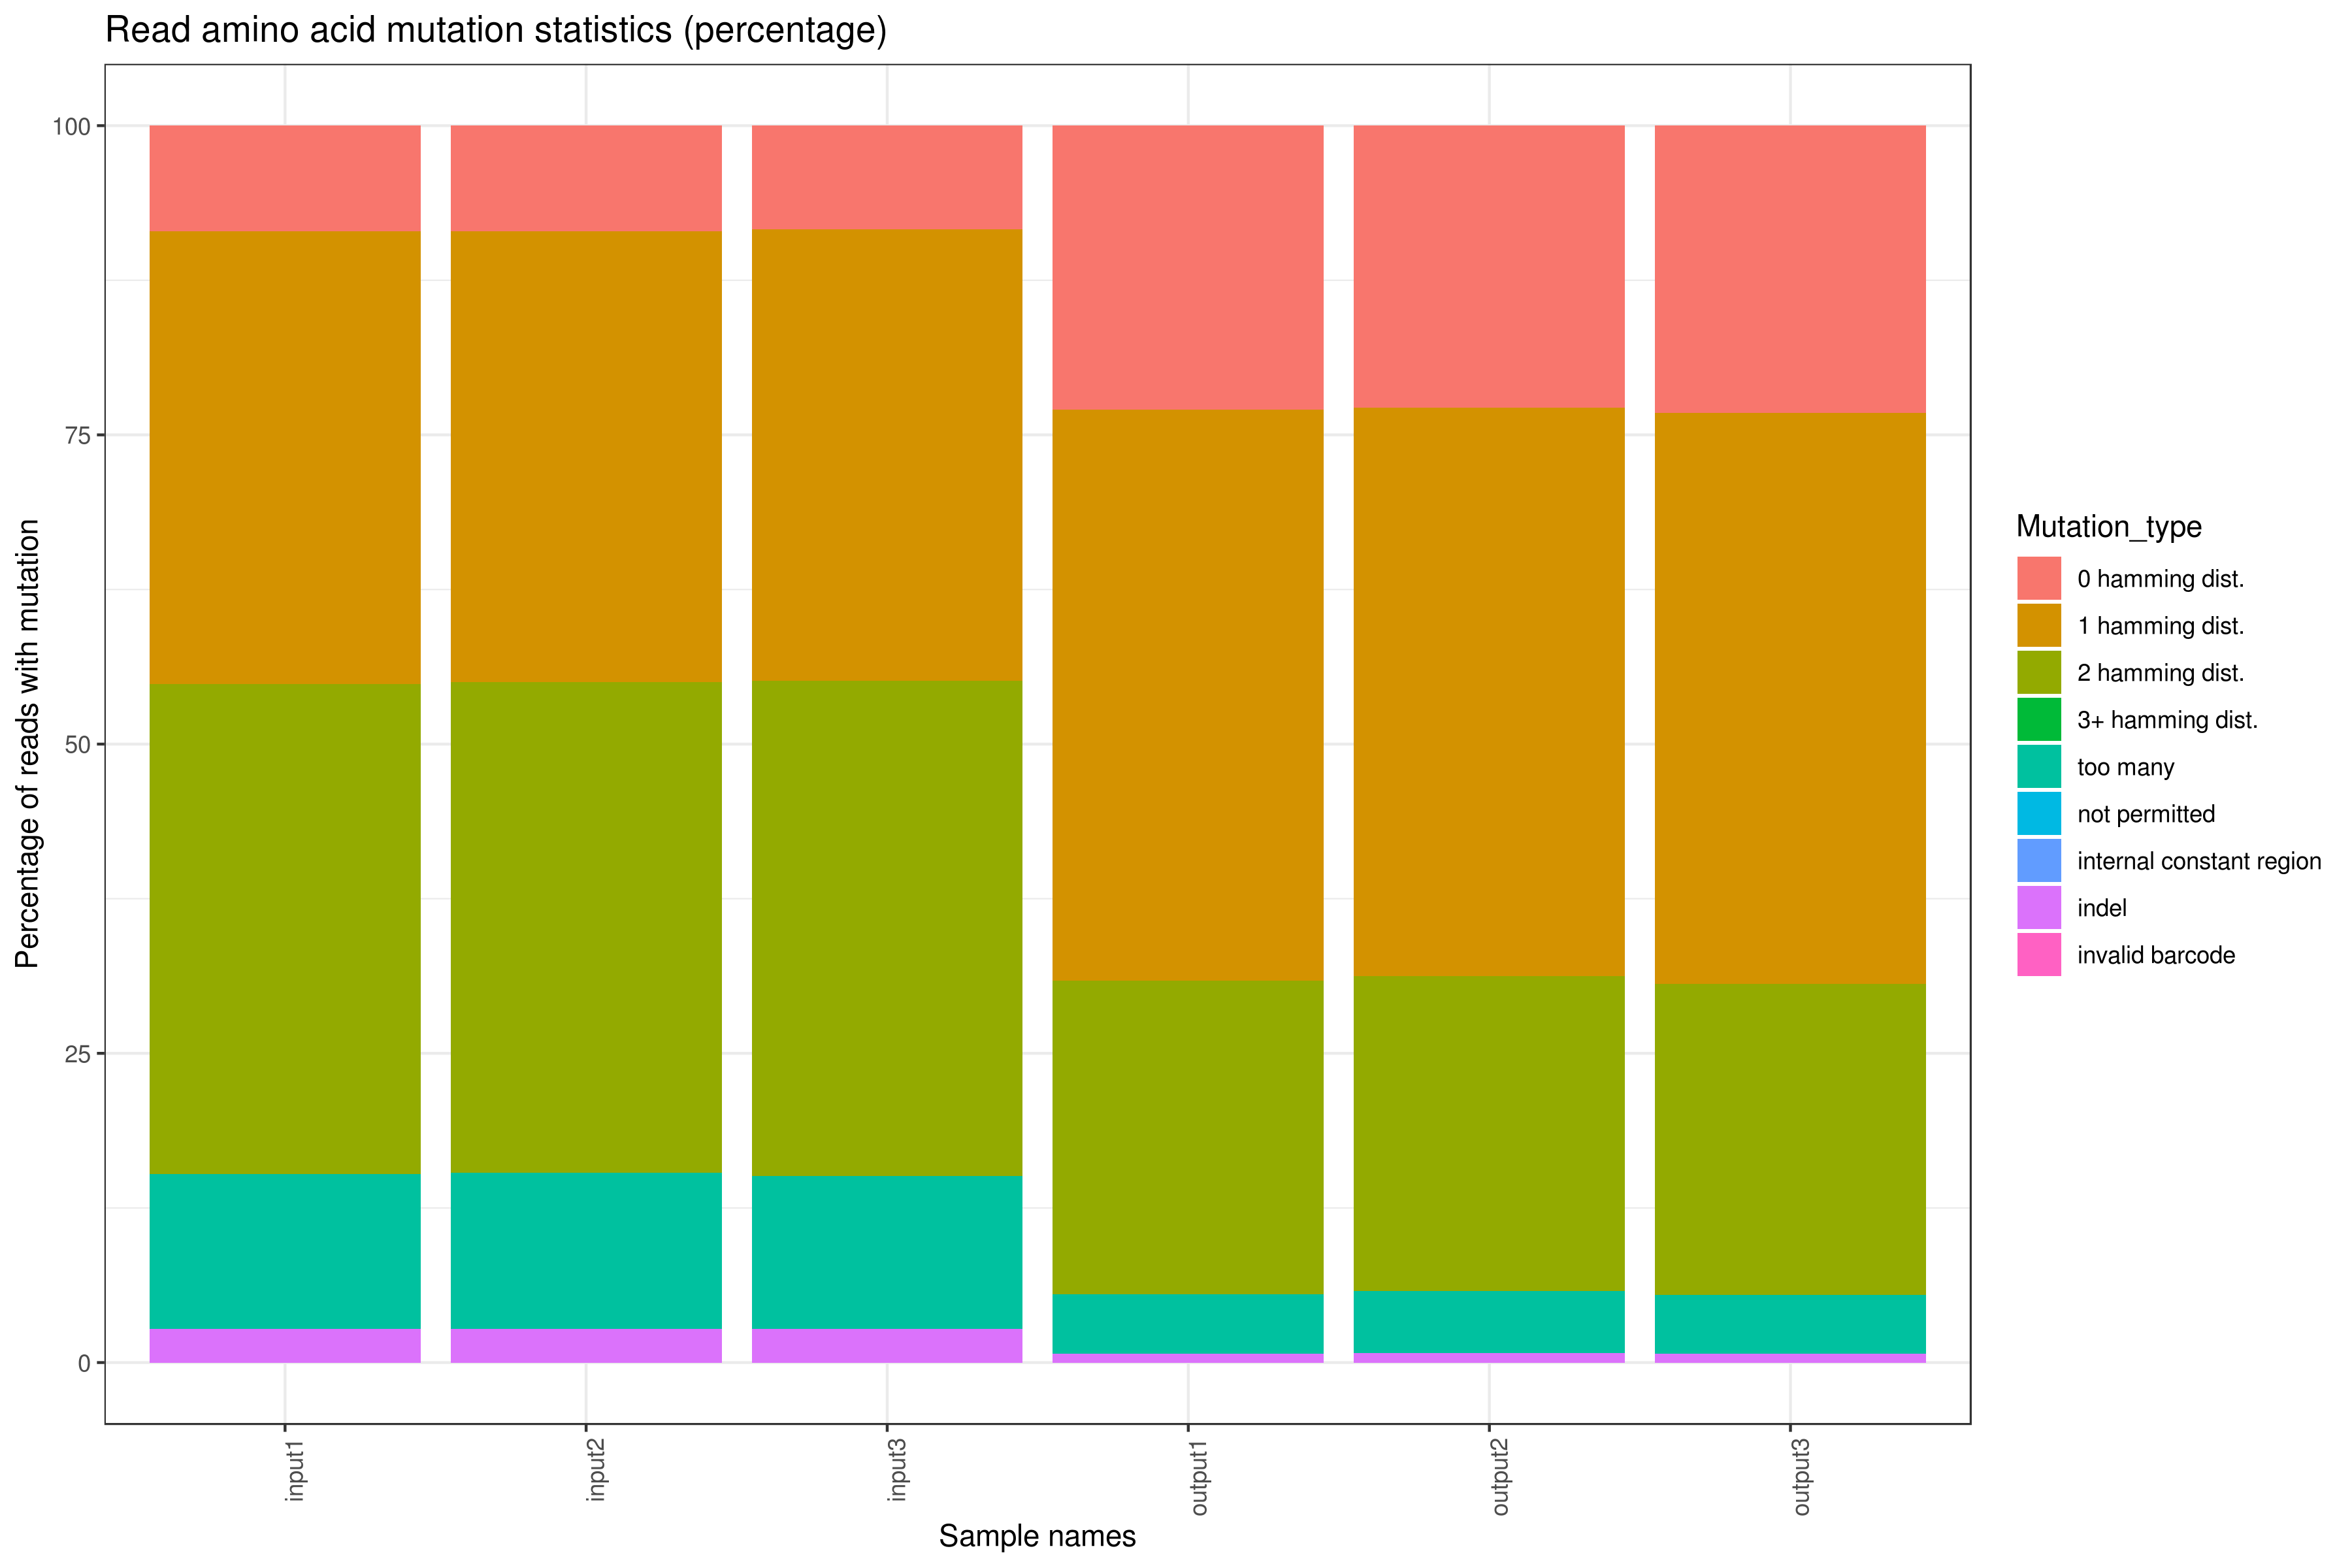 Read amino acid mutation statistics (percentage)
Percentage of reads with mutation
100
75
50
25
0
input1
input2
input3
output1
output2
output3
Sample names
Mutation_type
0 hamming dist.
1 hamming dist.
2 hamming dist.
3+ hamming dist.
too many
not permitted
internal constant region
indel
invalid barcode